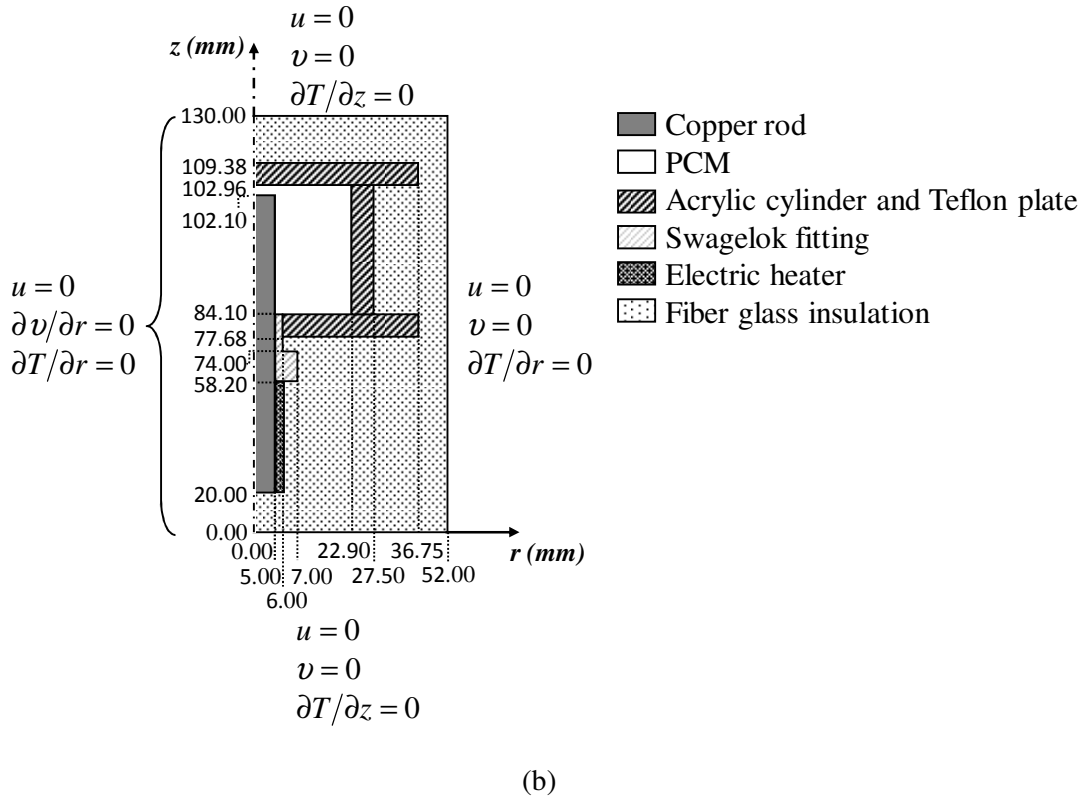 u = 0
υ = 0
∂T/∂z = 0
z (mm)
130.00
109.38
102.96
102.10
84.10
77.68
74.00
58.20
20.00
0.00
u = 0
∂υ/∂r = 0
∂T/∂r = 0
u = 0
υ = 0
∂T/∂r = 0
0.00
22.90
36.75
r (mm)
5.00
7.00
27.50
52.00
6.00
u = 0
υ = 0
∂T/∂z = 0
Copper rod
PCM
Acrylic cylinder and Teflon plate
Swagelok fitting
Electric heater
Fiber glass insulation
(b)